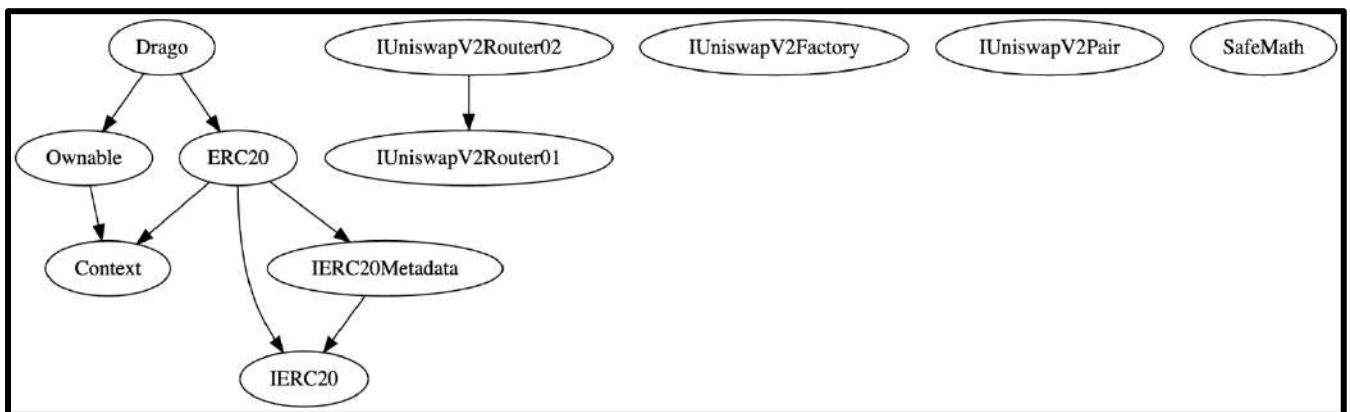 Drago
IUniswapV2Router02
IUniswapV2Factory
IUniswapV2Pair
SafeMath
Ownable
ERC20
IUniswapV2Router01
Context
IERC20Metadata
IERC20